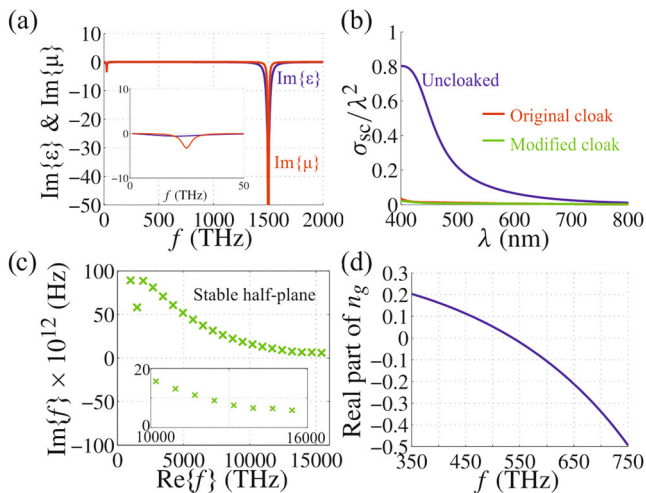 (a)
Im{ε} & Im{μ}
10
0
-10
-20
-30
-40
-50
0
500
1000
1500
2000
f (THz)
Im{ε}
Im{μ}
10
0
-10
0
50
f (THz)
(b)
σsc/λ²
1
0.8
0.6
0.4
0.2
0
400
500
600
700
800
λ (nm)
Uncloaked
Original cloak
Modified cloak
(c)
Im{f} × 10¹² (Hz)
100
50
0
-50
-100
0
5000
10000
15000
Re{f} (THz)
Stable half-plane
20
0
10000
16000
(d)
Real part of ng
0.3
0.2
0.1
0
-0.1
-0.2
-0.3
-0.4
-0.5
350
450
550
650
750
f (THz)